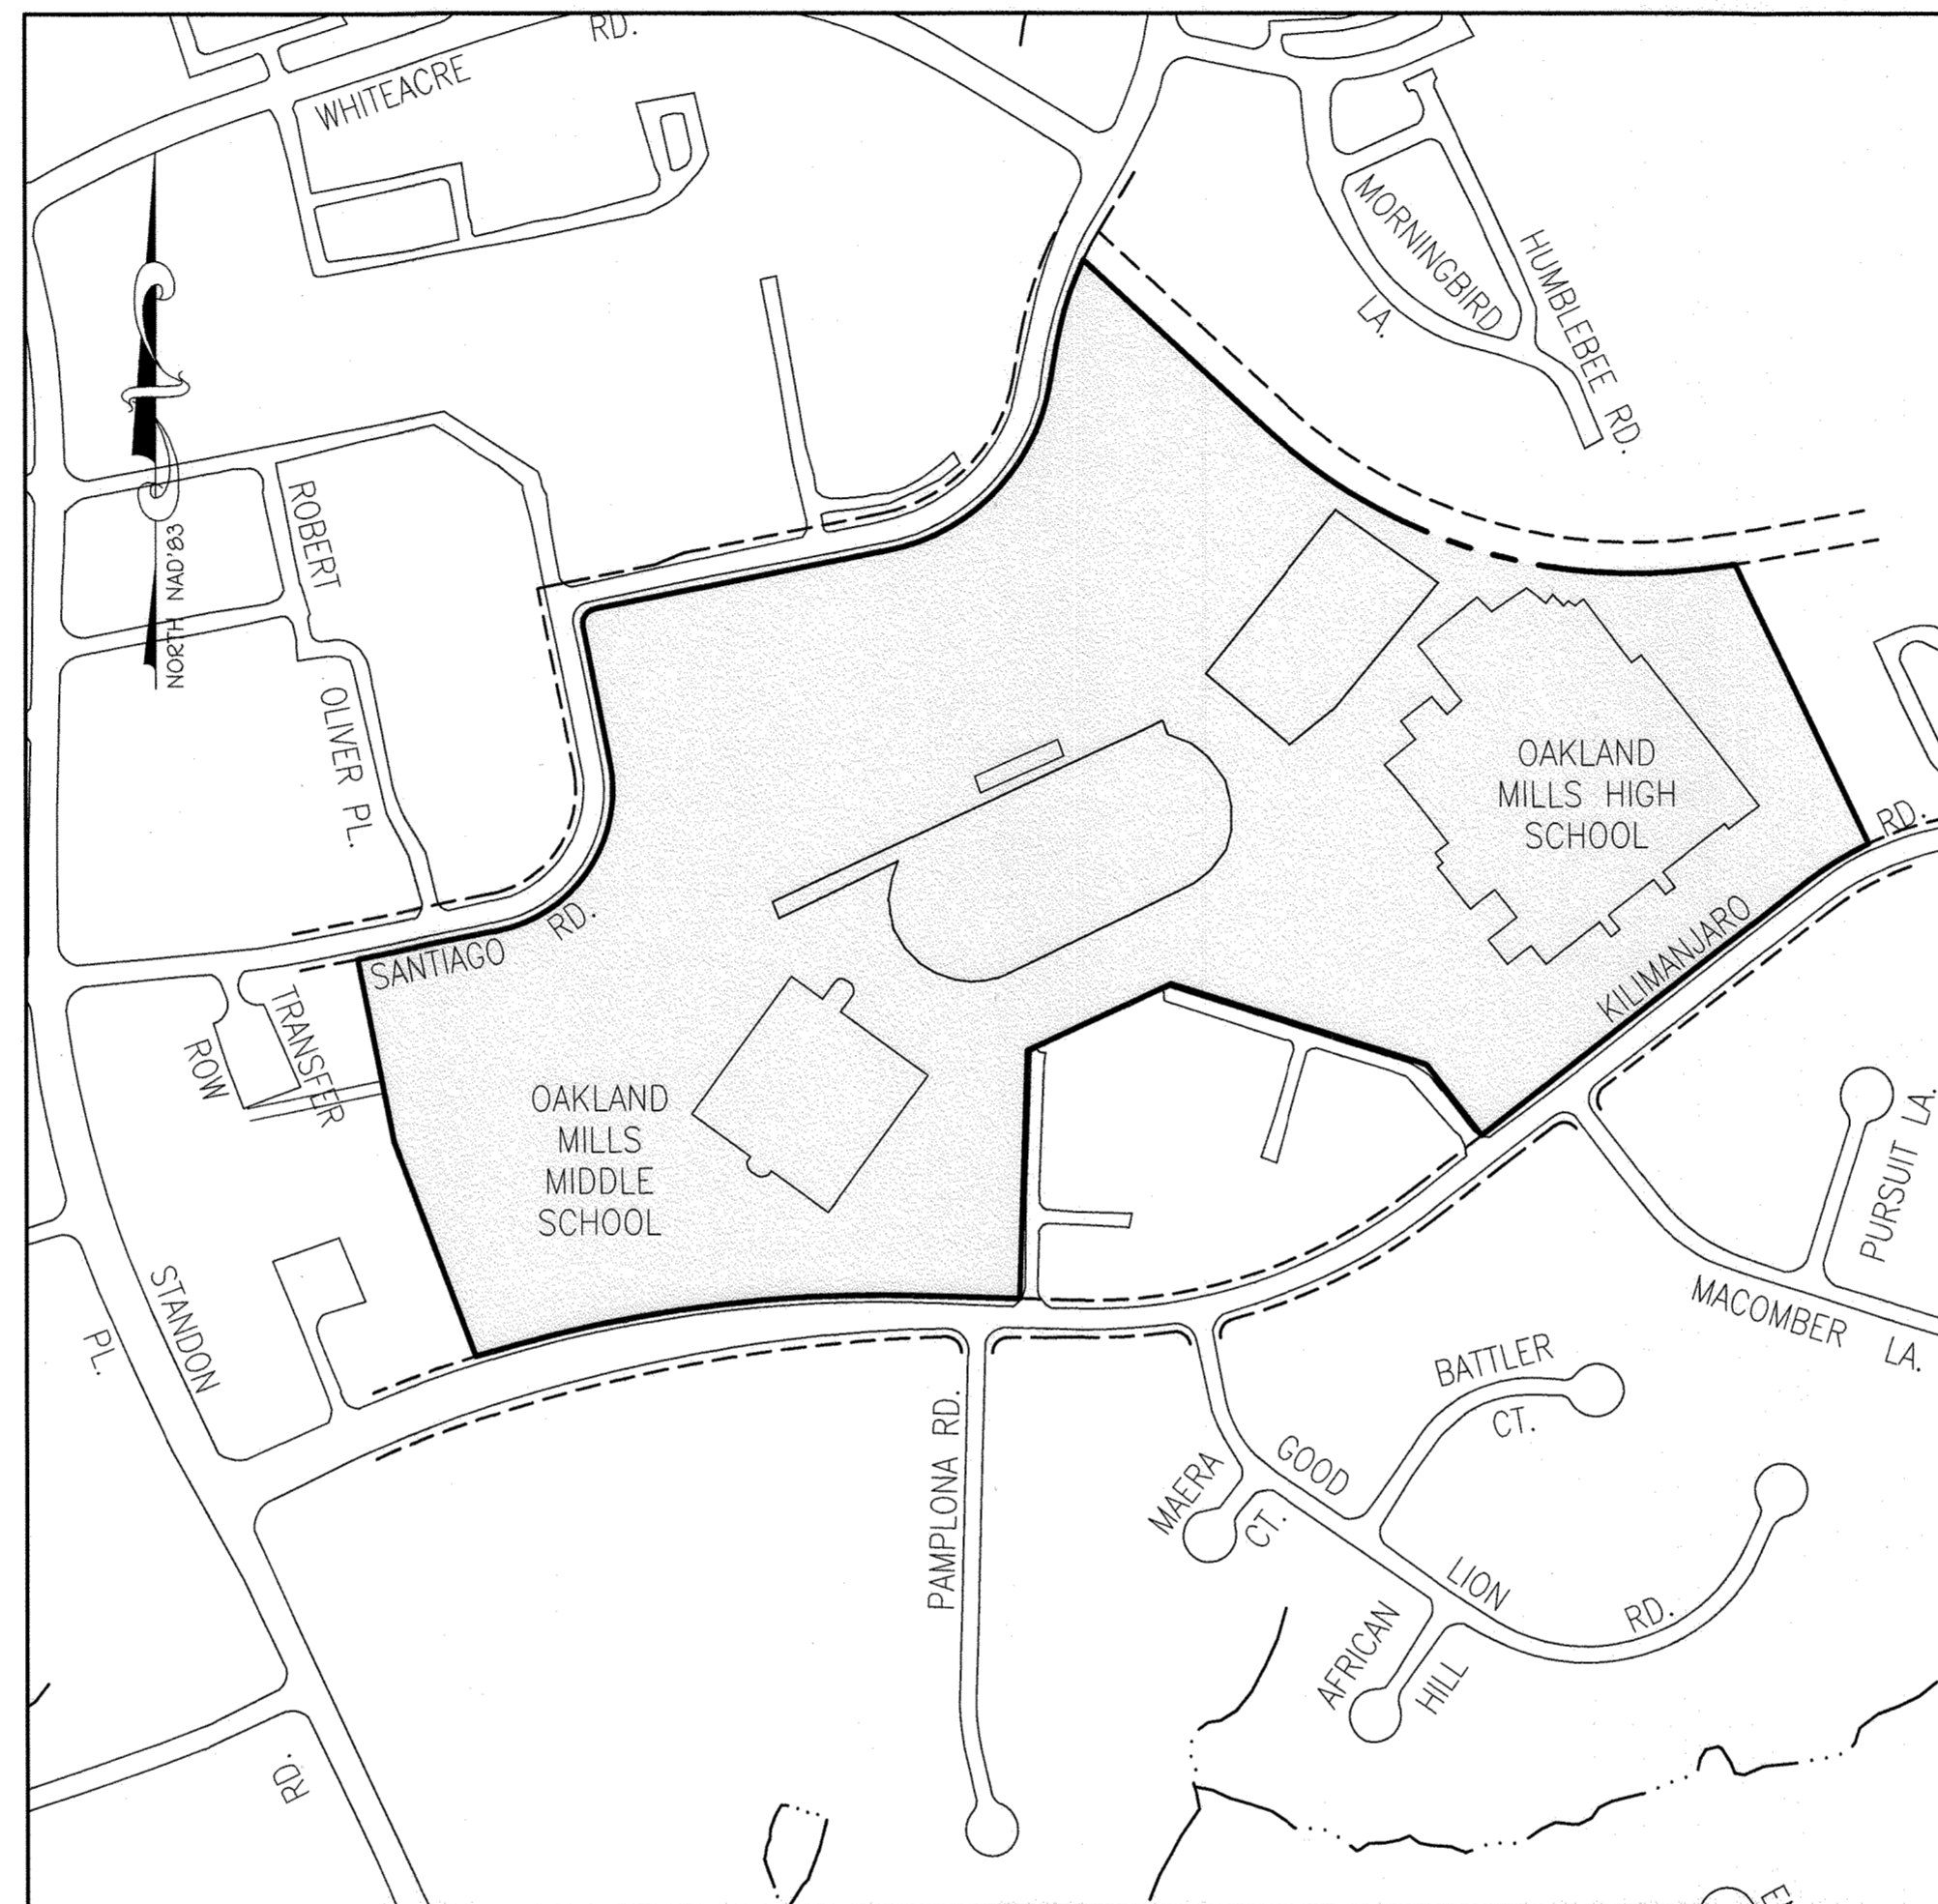 RD.
WHITEACRE
MORNINGBIRD
LA.
HUMBLEBEE RD.
ROBERT
OLIVER PL.
NORTH NAD'83
OAKLAND
MILLS HIGH
SCHOOL
RD.
KILIMANJARO
SANTIAGO RD.
TRANSFER
ROW
OAKLAND
MILLS
MIDDLE
SCHOOL
STANDON
PL.
RD.
PURSUIT LA.
MACOMBER LA.
BATTLER
CT.
PAMPLONA RD.
MAERA
CT.
GOOD
LION
RD.
AFRICAN
HILL